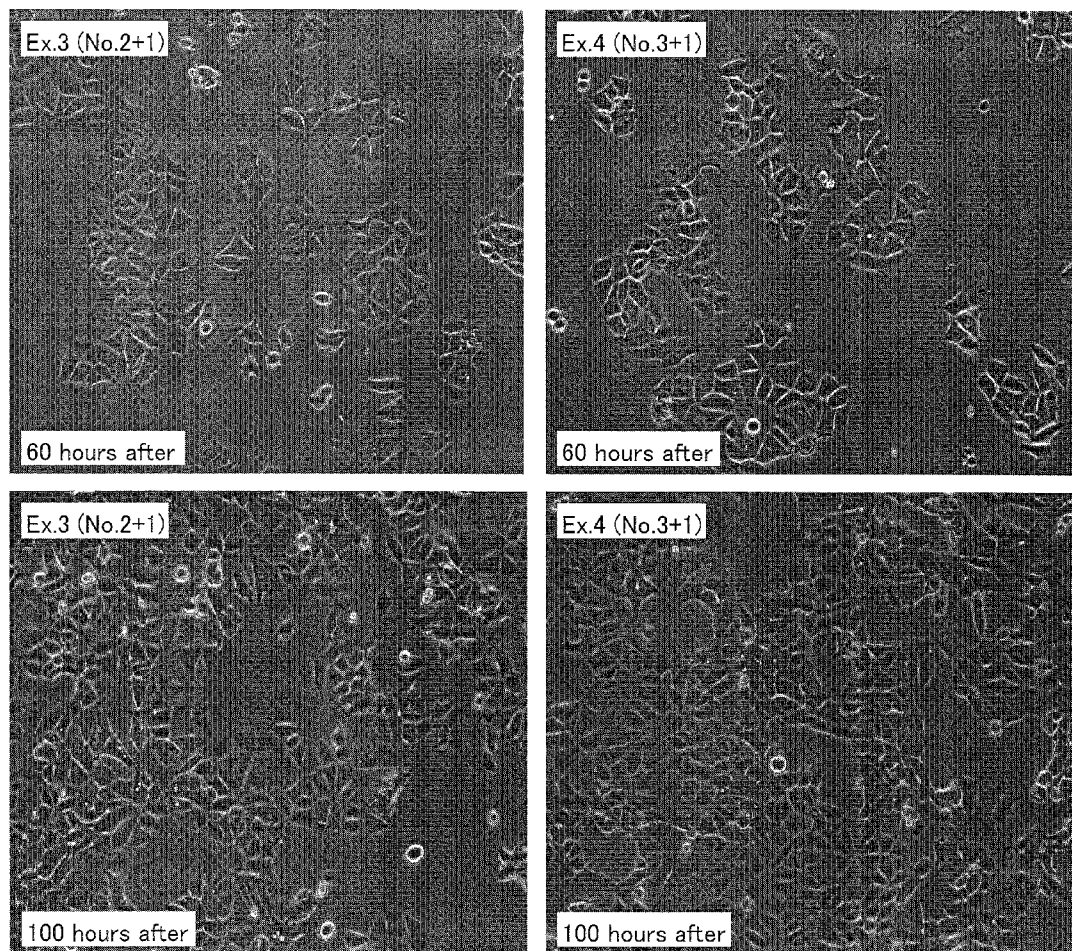 Ex.3 (No.2+1)
60 hours after
Ex.4 (No.3+1)
60 hours after
Ex.3 (No.2+1)
100 hours after
Ex.4 (No.3+1)
100 hours after